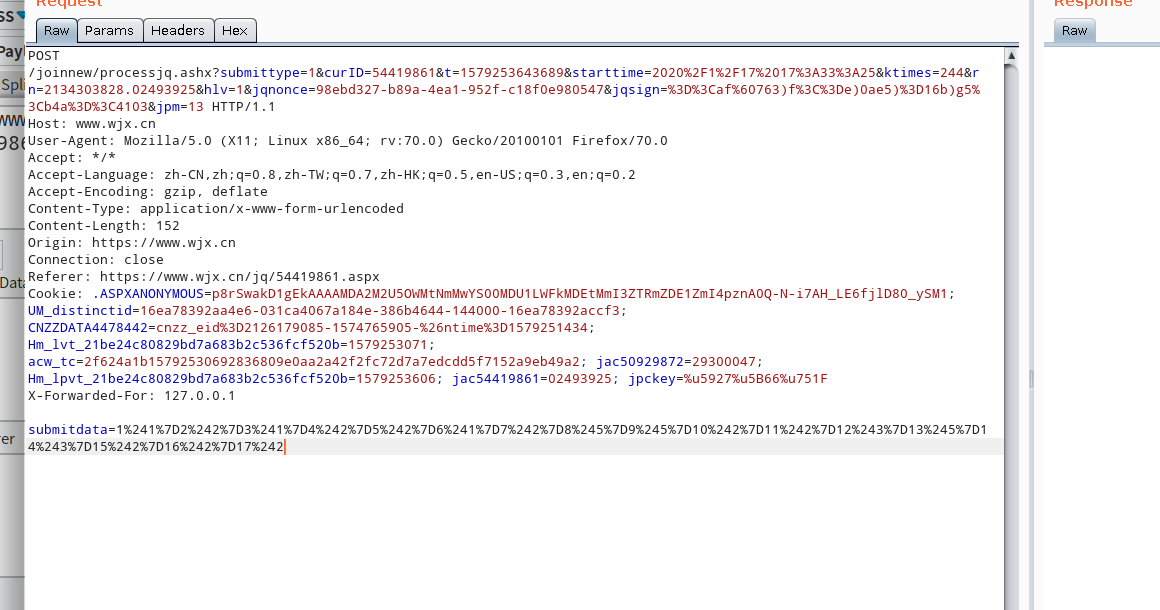 Request
Response
Raw Params Headers Hex
Raw
POST
/joinnew/processjq.ashx?submittype=1&curID=54419861&t=1579253643689&starttime=2020%2F1%2F17%2017%3A33%3A25&ktimes=244&r
n=2134303828.02493925&hlv=1&jqnonce=98ebd327-b89a-4ea1-952f-c18f0e980547&jqsign=%3D%3Caf%60763)f%3C%3De)0ae5)%3D16b)g5%
3Cb4a%3D%3C4103&jpm=13 HTTP/1.1
Host: www.wjx.cn
User-Agent: Mozilla/5.0 (X11; Linux x86_64; rv:70.0) Gecko/20100101 Firefox/70.0
Accept: */*
Accept-Language: zh-CN,zh;q=0.8,zh-TW;q=0.7,zh-HK;q=0.5,en-US;q=0.3,en;q=0.2
Accept-Encoding: gzip, deflate
Content-Type: application/x-www-form-urlencoded
Content-Length: 152
Origin: https://www.wjx.cn
Connection: close
Referer: https://www.wjx.cn/jq/54419861.aspx
Cookie: .ASPXANONYMOUS=p8rSwakD1gEkAAAAMDA2M2U5OWMtNmMwYS00MDU1LWFkMDEtMmI3ZTRmZDE1ZmI4pznA0Q-N-i7AH_LE6fjlD80_ySM1;
UM_distinctid=16ea78392aa4e6-031ca4067a184e-386b4644-144000-16ea78392accf3;
CNZZDATA4478442=cnzz_eid%3D2126179085-1574765905-%26ntime%3D1579251434;
Hm_lvt_21be24c80829bd7a683b2c536fcf520b=1579253071;
acw_tc=2f624a1b15792530692836809e0aa2a42f2fc72d7a7edcdd5f7152a9eb49a2; jac50929872=29300047;
Hm_lpvt_21be24c80829bd7a683b2c536fcf520b=1579253606; jac54419861=02493925; jpckey=%u5927%u5B66%u751F
X-Forwarded-For: 127.0.0.1
submitdata=1%241%7D2%242%7D3%241%7D4%242%7D5%242%7D6%241%7D7%242%7D8%245%7D9%245%7D10%242%7D11%242%7D12%243%7D13%245%7D1
4%243%7D15%242%7D16%242%7D17%242